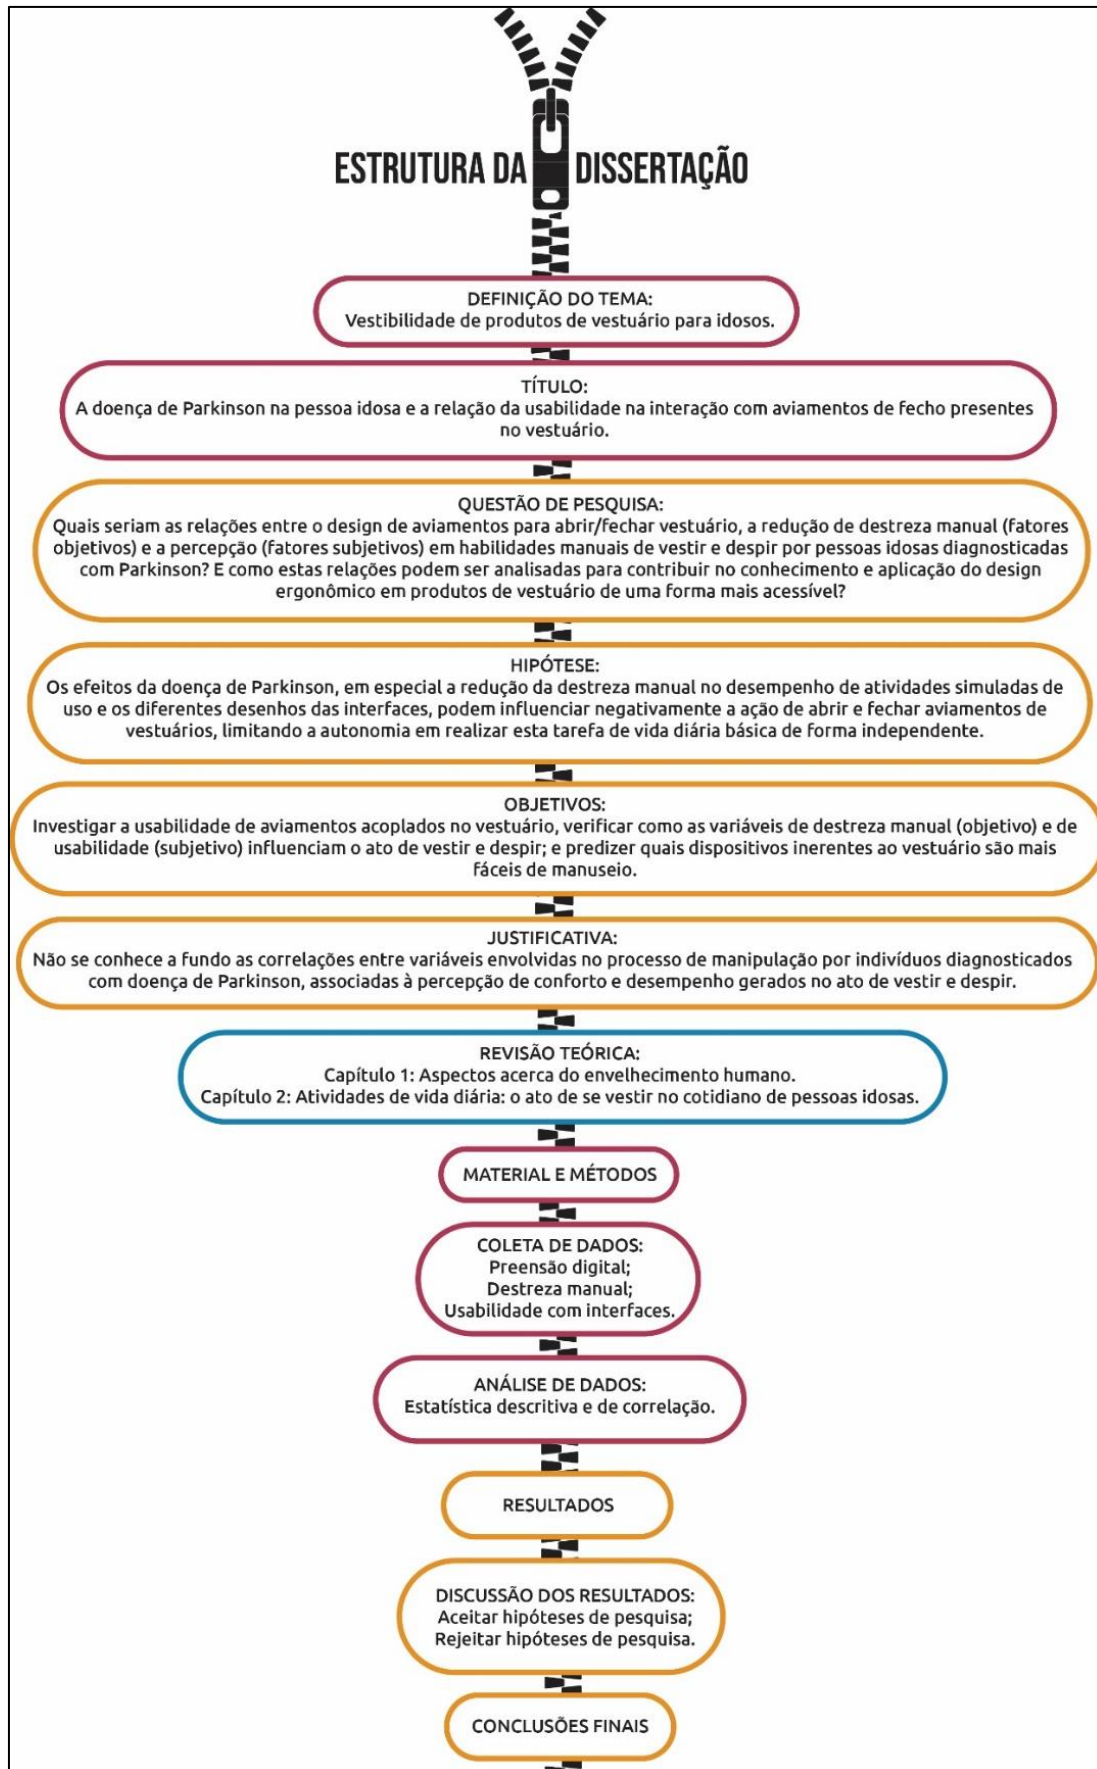 ESTRUTURA DA DISSERTAÇÃO
DEFINIÇÃO DO TEMA:
Vestibilidade de produtos de vestuário para idosos.
TÍTULO:
A doença de Parkinson na pessoa idosa e a relação da usabilidade na interação com aviamentos de fecho presentes
no vestuário.
QUESTÃO DE PESQUISA:
Quais seriam as relações entre o design de aviamentos para abrir/fechar vestuário, a redução de destreza manual (fatores
objetivos) e a percepção (fatores subjetivos) em habilidades manuais de vestir e despir por pessoas idosas diagnosticadas
com Parkinson? E como estas relações podem ser analisadas para contribuir no conhecimento e aplicação do design
ergonômico em produtos de vestuário de uma forma mais acessível?
HIPÓTESE:
Os efeitos da doença de Parkinson, em especial a redução da destreza manual no desempenho de atividades simuladas de
uso e os diferentes desenhos das interfaces, podem influenciar negativamente a ação de abrir e fechar aviamentos de
vestuários, limitando a autonomia em realizar esta tarefa de vida diária básica de forma independente.
OBJETIVOS:
Investigar a usabilidade de aviamentos acoplados no vestuário, verificar como as variáveis de destreza manual (objetivo) e de
usabilidade (subjetivo) influenciam o ato de vestir e despir; e predizer quais dispositivos inerentes ao vestuário são mais
fáceis de manuseio.
JUSTIFICATIVA:
Não se conhece a fundo as correlações entre variáveis envolvidas no processo de manipulação por indivíduos diagnosticados
com doença de Parkinson, associadas à percepção de conforto e desempenho gerados no ato de vestir e despir.
REVISÃO TEÓRICA:
Capítulo 1: Aspectos acerca do envelhecimento humano.
Capítulo 2: Atividades de vida diária: o ato de se vestir no cotidiano de pessoas idosas.
MATERIAL E MÉTODOS
COLETA DE DADOS:
Preensão digital;
Destreza manual;
Usabilidade com interfaces.
ANÁLISE DE DADOS:
Estatística descritiva e de correlação.
RESULTADOS
DISCUSSÃO DOS RESULTADOS:
Aceitar hipóteses de pesquisa;
Rejeitar hipóteses de pesquisa.
CONCLUSÕES FINAIS